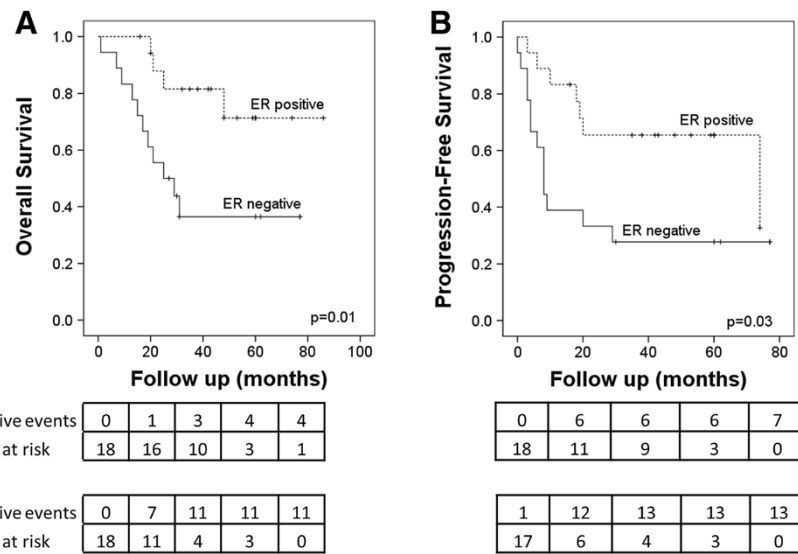 A
Overall Survival
1.0
0.8
0.6
0.4
0.2
0.0
ER positive
ER negative
p=0.01
0 20 40 60 80 100
Follow up (months)
ive events 0 1 3 4 4
at risk 18 16 10 3 1
ive events 0 7 11 11 11
at risk 18 11 4 3 0
B
Progression-Free Survival
1.0
0.8
0.6
0.4
0.2
0.0
ER positive
ER negative
p=0.03
0 20 40 60 80
Follow up (months)
0 6 6 6 7
18 11 9 3 0
1 12 13 13 13
17 6 4 3 0